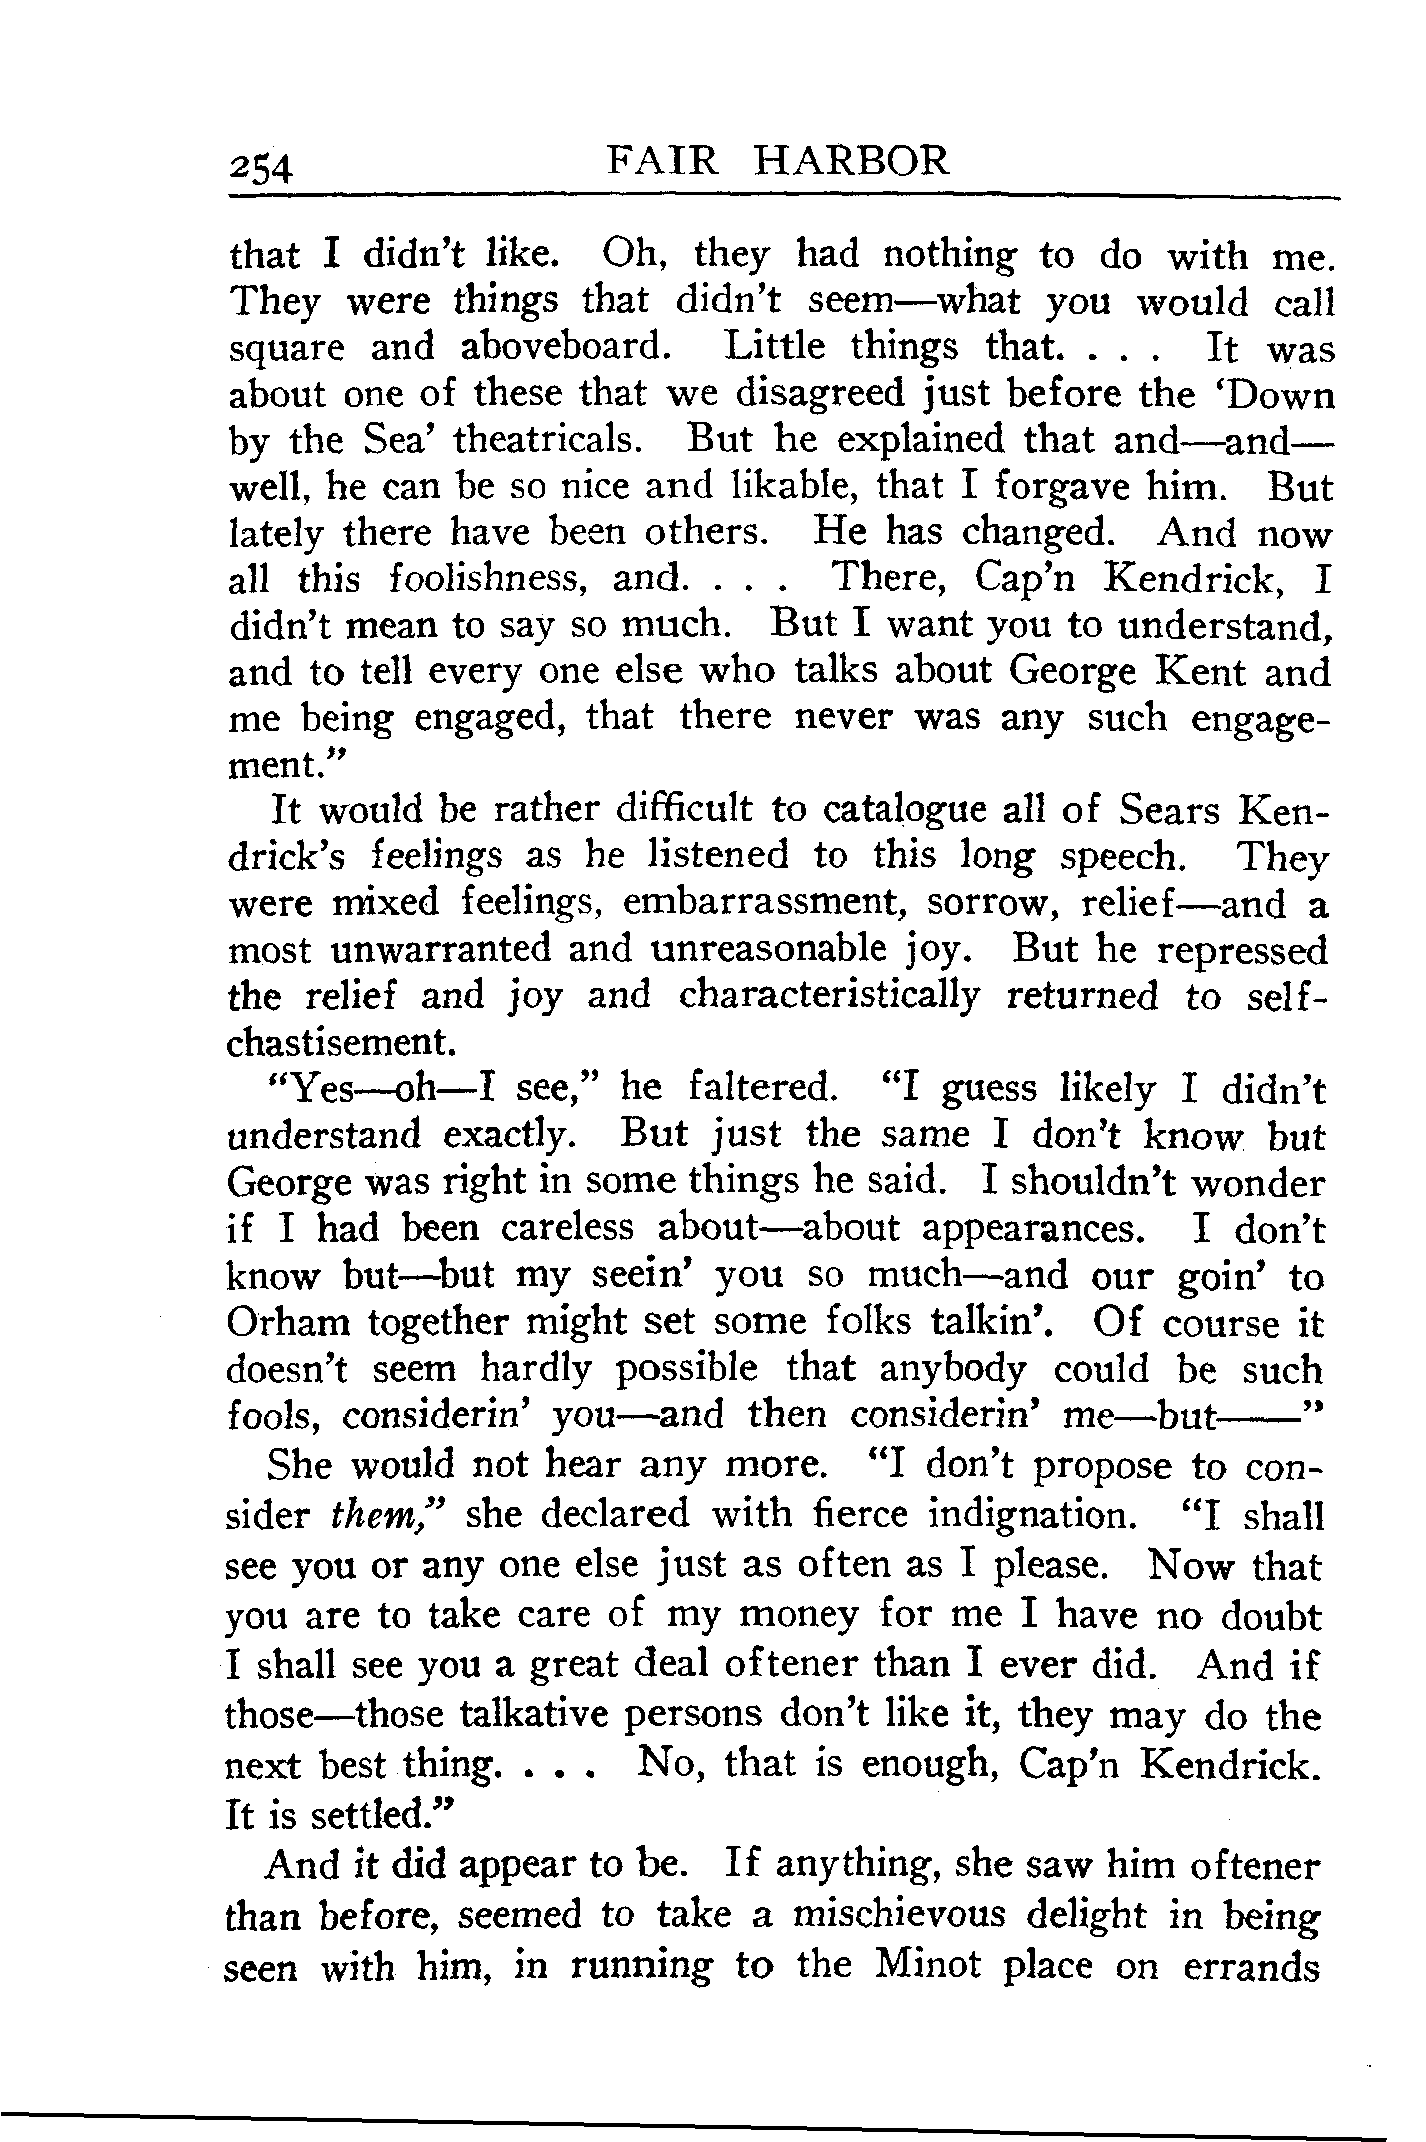 254 FAIR HARBOR
that I didn't like. Oh, they had nothing to do with me.
They were things that didn't seem—what you would call
square and aboveboard. Little things that. . . . It was
about one of these that we disagreed just before the ‘Down
by the Sea’ theatricals. But he explained that and—and—
well, he can be so nice and likable, that I forgave him. But
lately there have been others. He has changed. And now
all this foolishness, and. . . . There, Cap'n Kendrick, I
didn't mean to say so much. But I want you to understand,
and to tell every one else who talks about George Kent and
me being engaged, that there never was any such engage-
ment.”
It would be rather difficult to catalogue all of Sears Ken-
drick's feelings as he listened to this long speech. They
were mixed feelings, embarrassment, sorrow, relief—and a
most unwarranted and unreasonable joy. But he repressed
the relief and joy and characteristically returned to self-
chastisement.
“Yes—oh—I see,” he faltered. “I guess likely I didn't
understand exactly. But just the same I don't know but
George was right in some things he said. I shouldn't wonder
if I had been careless about—about appearances. I don't
know but—but my seein' you so much—and our goin' to
Orham together might set some folks talkin'. Of course it
doesn't seem hardly possible that anybody could be such
fools, considerin' you—and then considerin' me—but——”
She would not hear any more. “I don't propose to con-
sider them,” she declared with fierce indignation. “I shall
see you or any one else just as often as I please. Now that
you are to take care of my money for me I have no doubt
I shall see you a great deal oftener than I ever did. And if
those—those talkative persons don't like it, they may do the
next best thing. . . . No, that is enough, Cap'n Kendrick.
It is settled.”
And it did appear to be. If anything, she saw him oftener
than before, seemed to take a mischievous delight in being
seen with him, in running to the Minot place on errands